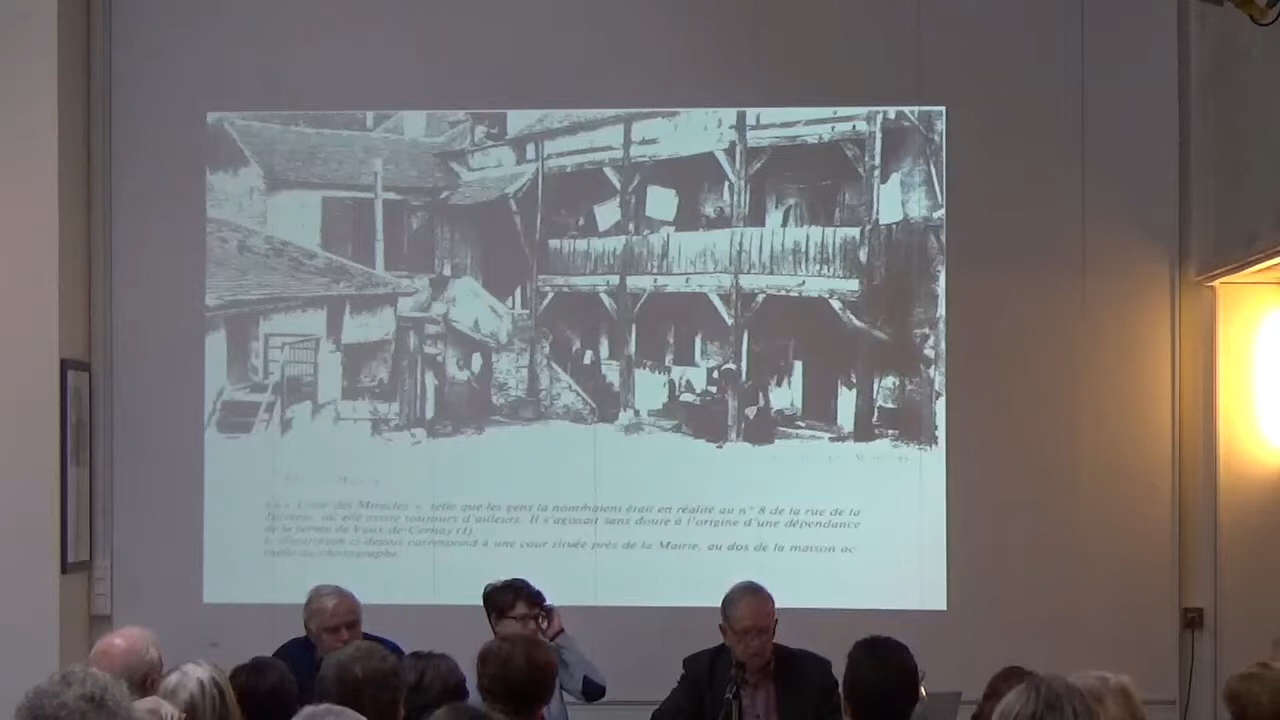 « Cour des Miracles » telle que les gens la nommaient était en réalité au n° 8 de la rue de la
où elle existe toujours d'ailleurs. Il s'agissait sans doute à l'origine d'une dépendance
de la ferme de Vaux-de-Cernay (1).
L'illustration ci-dessus correspond à une cour située près de la Mairie, au dos de la maison ac
photographe.